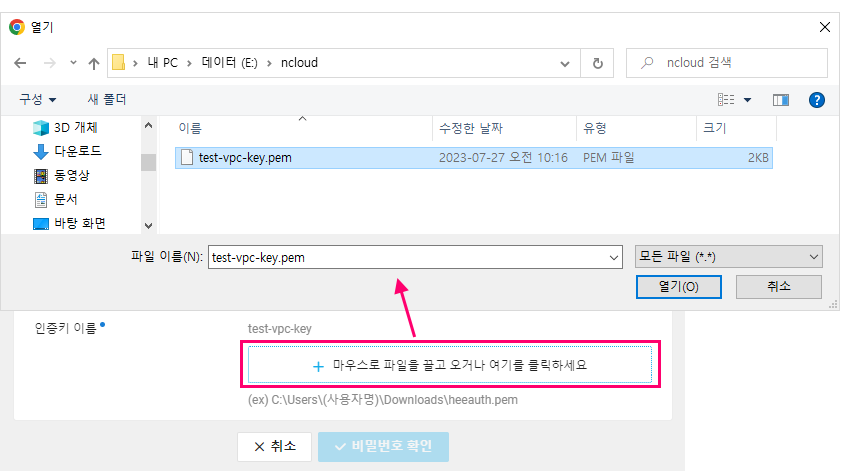 열기
내 PC > 데이터 (E:) > ncloud
ncloud 검색
구성
새 폴더
이름 수정한 날짜 유형 크기
3D 개체
다운로드
동영상
문서
바탕 화면
test-vpc-key.pem 2023-07-27 오전 10:16 PEM 파일 2KB
파일 이름(N): test-vpc-key.pem 모든 파일 (*.*)
열기(O) 취소
인증키 이름 test-vpc-key
+ 마우스로 파일을 끌고 오거나 여기를 클릭하세요
(ex) C:\Users\(사용자명)\Downloads\heeauth.pem
취소 비밀번호 확인